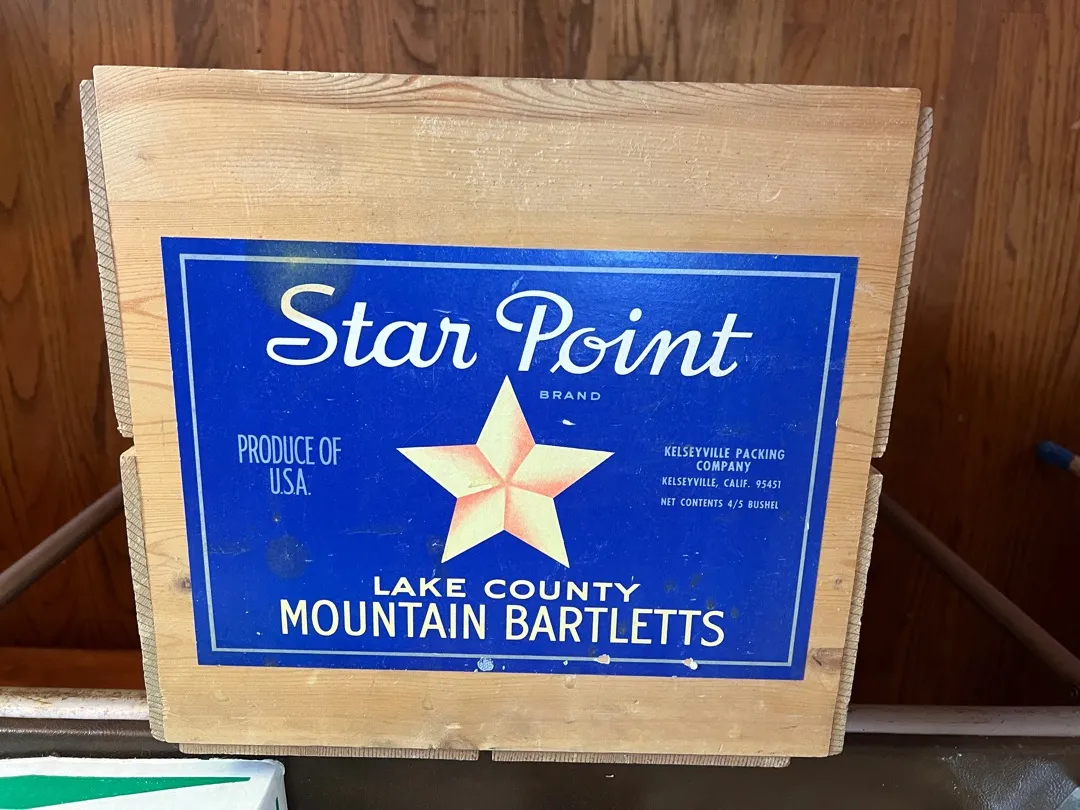 Star Point
BRAND
PRODUCE OF
U.S.A.
KELSEYVILLE PACKING
COMPANY
KELSEYVILLE, CALIF. 95451
NET CONTENTS 4/5 BUSHEL
LAKE COUNTY
MOUNTAIN BARTLETTS